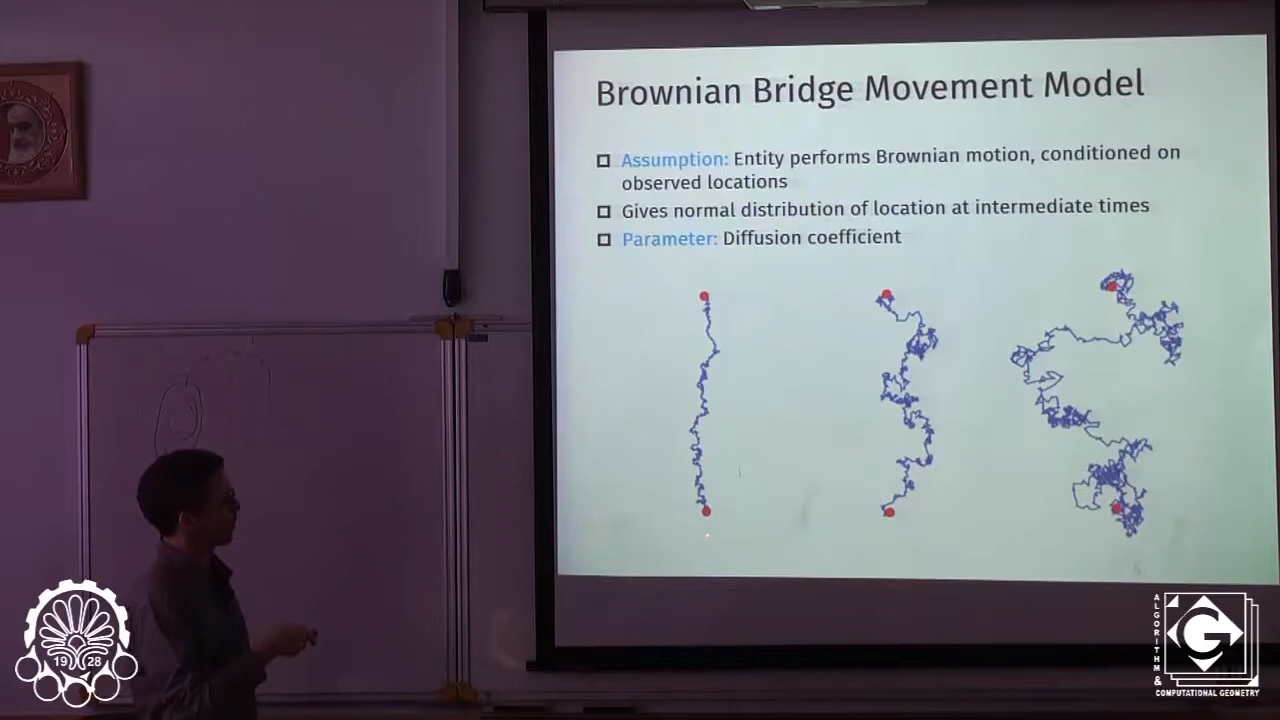 Brownian Bridge Movement Model
Assumption: Entity performs Brownian motion, conditioned on
observed locations
Gives normal distribution of location at intermediate times
Parameter: Diffusion coefficient
19 28
ALGORITHM
&
COMPUTATIONAL GEOMETRY
G